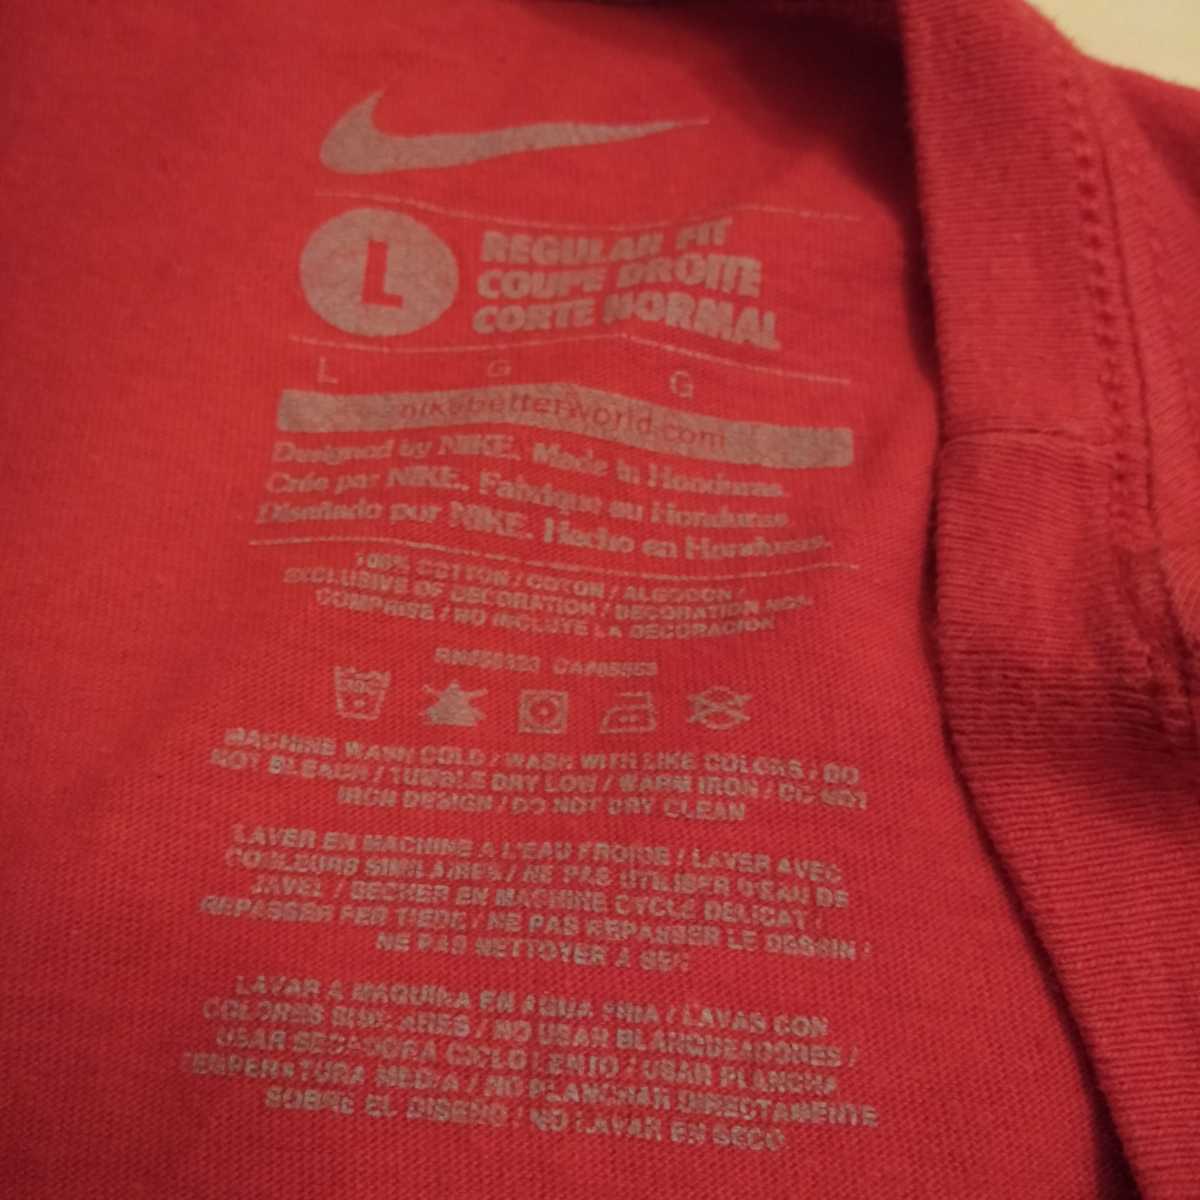 L
REGULAR FIT
COUPE DROITE
CORTE NORMAL
L G G
nikebetterworld.com
Designed by NIKE. Made in Honduras.
Crée par NIKE. Fabrique au Honduras.
Diseñado por NIKE. Hecho en Honduras.
100% COTTON / COTON / ALGODON /
EXCLUSIVE OF DECORATION / DECORATION NON
COMPRISE / NO INCLUYE LA DECORACION
MACHINE WASH COLD / WASH WITH LIKE COLORS / DO
NOT BLEACH / TUMBLE DRY LOW / WARM IRON / DO NOT
IRON DESIGN / DO NOT DRY CLEAN
LAVER EN MACHINE A L'EAU FROIDE / LAVER AVEC
COULEURS SIMILAIRES / NE PAS UTILISER D'EAU DE
JAVEL / SECHER EN MACHINE CYCLE DELICAT /
REPASSER FER TIEDE / NE PAS REPASSER LE DESSIN /
NE PAS NETTOYER A SEC
LAVAR A MAQUINA EN AGUA FRIA / LAVAS CON
COLORES SIMILARES / NO USAR BLANQUEADORES /
USAR SECADORA CICLO LENTO / USAR PLANCHA
TEMPERATURA MEDIA / NO PLANCHAR DIRECTAMENTE
SOBRE EL DISENO / NO LAVAR EN SECO